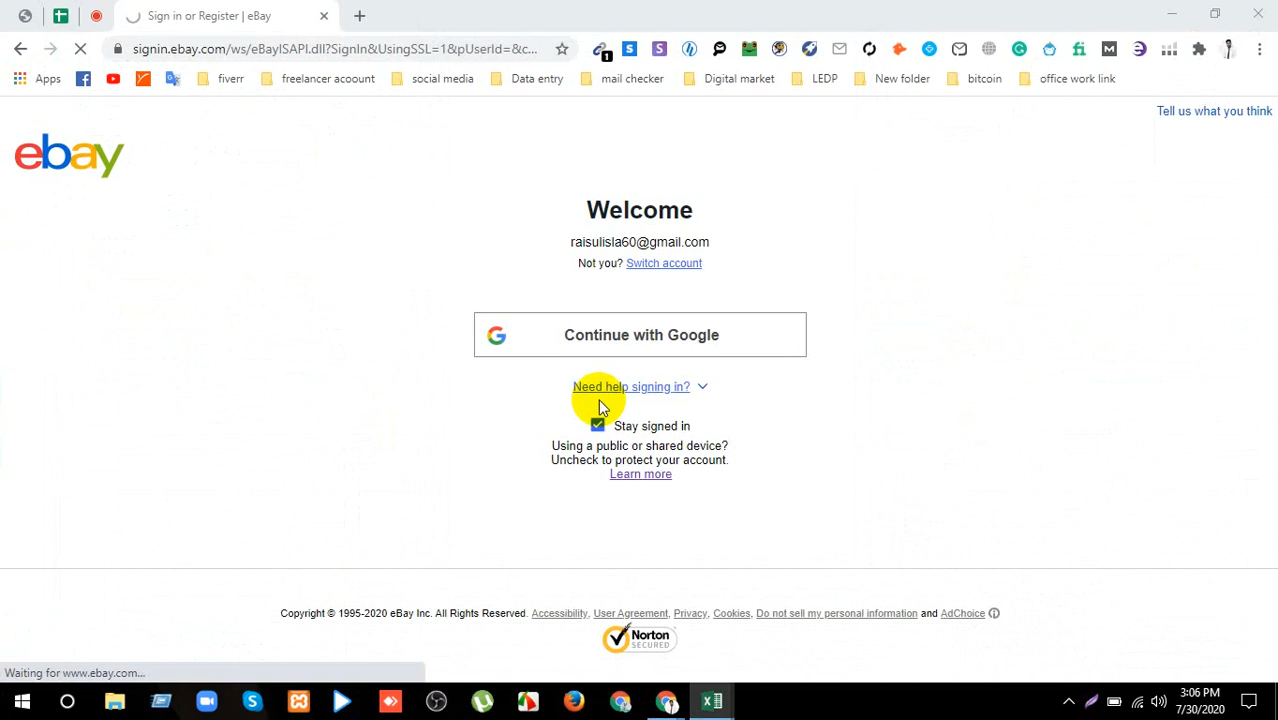 Sign in or Register | eBay
signin.ebay.com/ws/eBayISAPI.dll?SignIn&UsingSSL=1&pUserId=&c...
1
Apps
fiverr
freelancer acoount
social media
Data entry
mail checker
Digital market
LEDP
New folder
bitcoin
office work link
Tell us what you think
ebay
Welcome
raisulisla60@gmail.com
Not you? Switch account
Continue with Google
Need help signing in?
Stay signed in
Using a public or shared device?
Uncheck to protect your account.
Learn more
Copyright © 1995-2020 eBay Inc. All Rights Reserved. Accessibility, User Agreement, Privacy, Cookies, Do not sell my personal information and AdChoice
Norton
SECURED
Waiting for www.ebay.com...
3:06 PM
7/30/2020